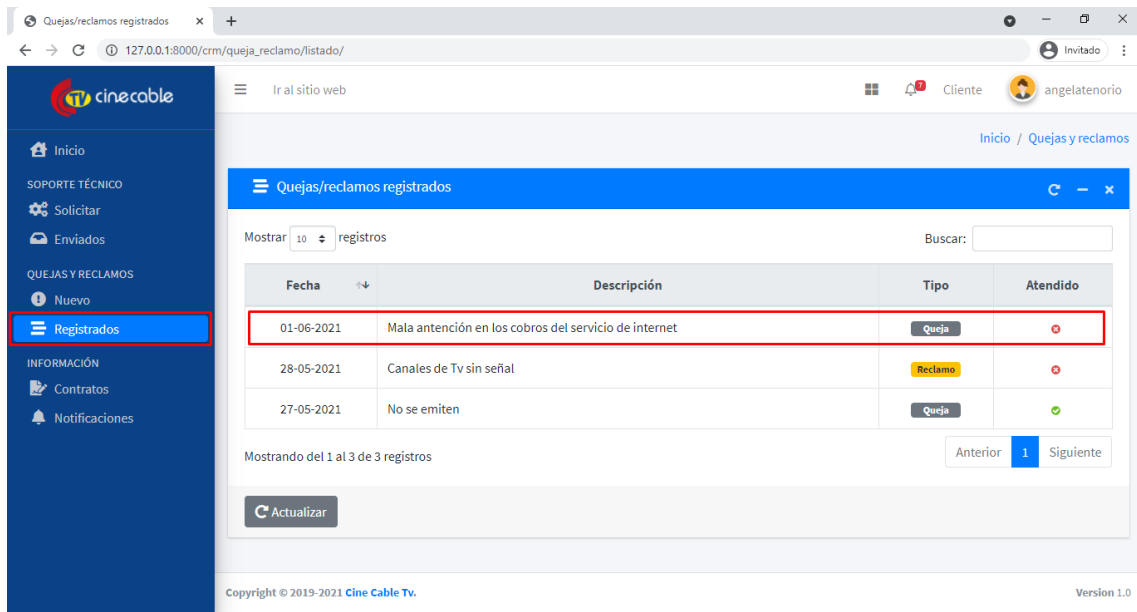 Quejas/reclamos registrados
127.0.0.1:8000/crm/queja_reclamo/listado/
Invitado
TV cinecable
Ir al sitio web
7
Cliente
angelatenorio
Inicio
SOPORTE TÉCNICO
Solicitar
Enviados
QUEJAS Y RECLAMOS
Nuevo
Registrados
INFORMACIÓN
Contratos
Notificaciones
Inicio / Quejas y reclamos
Quejas/reclamos registrados
Mostrar 10 registros Buscar:
Fecha Descripción Tipo Atendido
01-06-2021 Mala antención en los cobros del servicio de internet Queja
28-05-2021 Canales de Tv sin señal Reclamo
27-05-2021 No se emiten Queja
Mostrando del 1 al 3 de 3 registros Anterior 1 Siguiente
Actualizar
Copyright © 2019-2021 Cine Cable Tv. Version 1.0